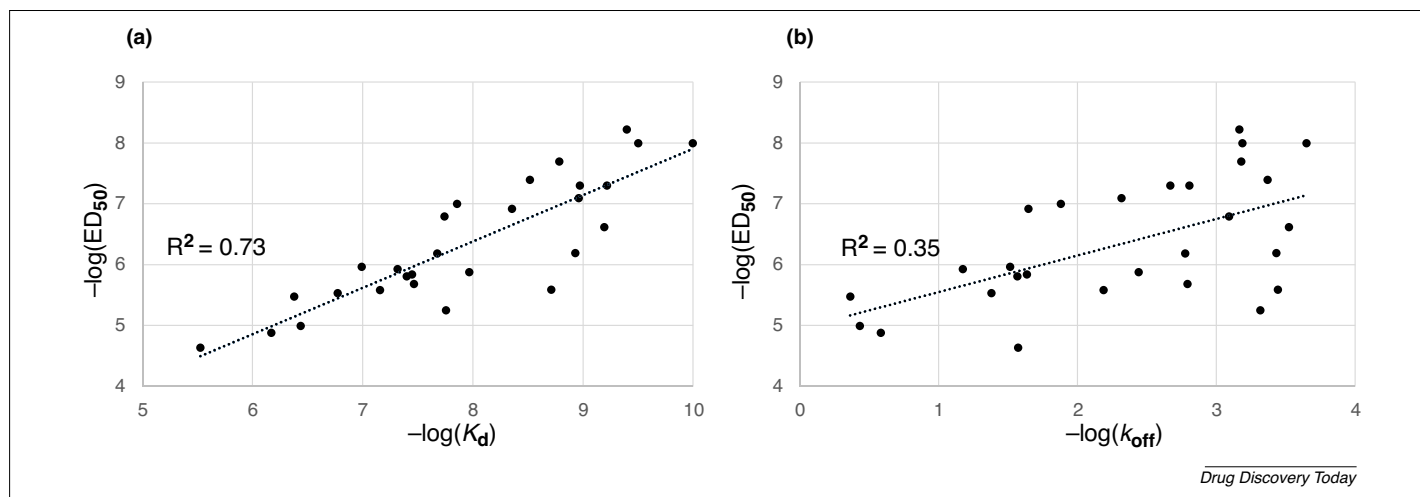 (a)
(b)
9
8
7
6
5
4
–log(ED50)
R2 = 0.73
5
6
7
8
9
10
–log(Kd)
9
8
7
6
5
4
–log(ED50)
R2 = 0.35
0
1
2
3
4
–log(koff)
Drug Discovery Today